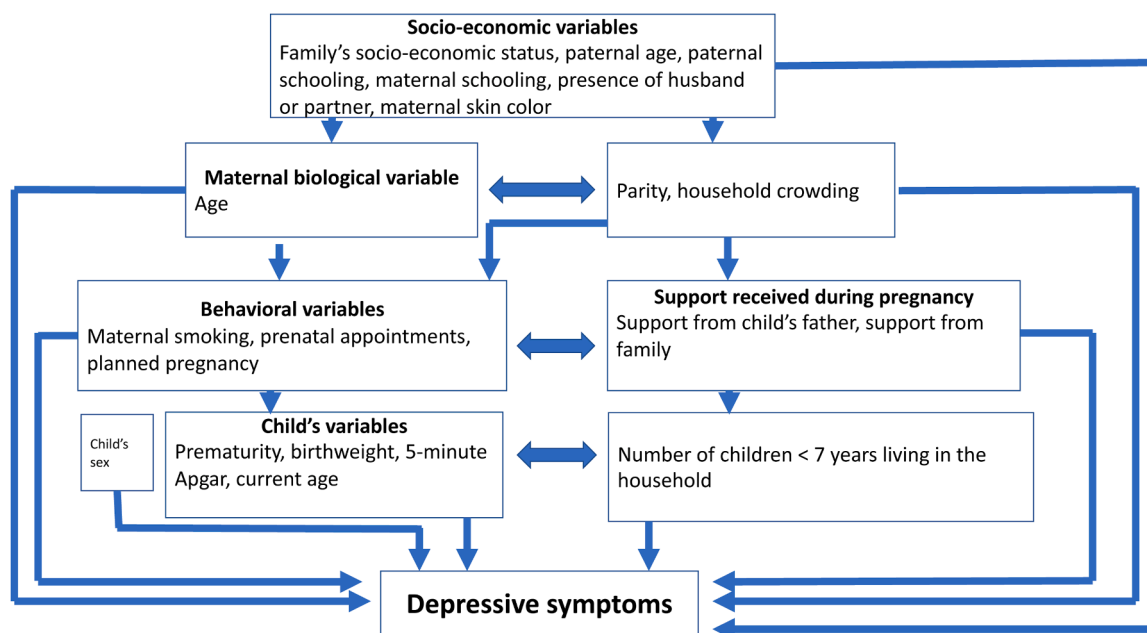 Socio-economic variables
Family's socio-economic status, paternal age, paternal
schooling, maternal schooling, presence of husband
or partner, maternal skin color
Maternal biological variable
Age
Parity, household crowding
Behavioral variables
Maternal smoking, prenatal appointments,
planned pregnancy
Support received during pregnancy
Support from child's father, support from
family
Child's
sex
Child's variables
Prematurity, birthweight, 5-minute
Apgar, current age
Number of children < 7 years living in the
household
Depressive symptoms